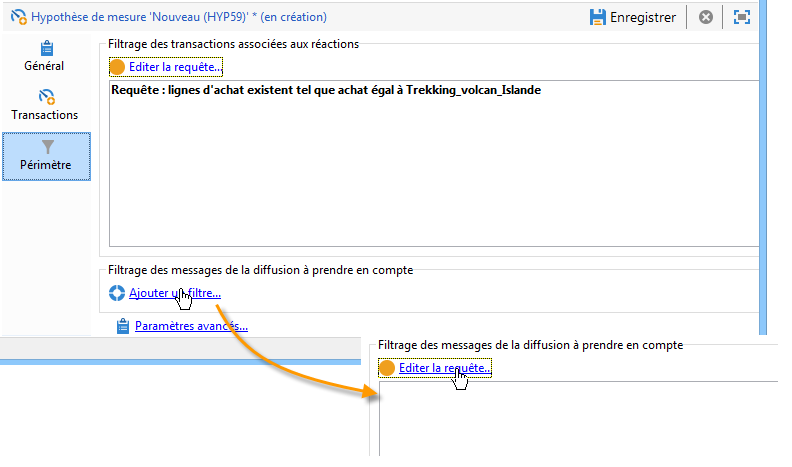 Hypothèse de mesure 'Nouveau (HYP59)' * (en création)
Enregistrer
Général
Transactions
Périmètre
Filtrage des transactions associées aux réactions
Editer la requête...
Requête : lignes d'achat existent tel que achat égal à Trekking_volcan_Islande
Filtrage des messages de la diffusion à prendre en compte
Ajouter un filtre...
Paramètres avancés...
Filtrage des messages de la diffusion à prendre en compte
Editer la requête...